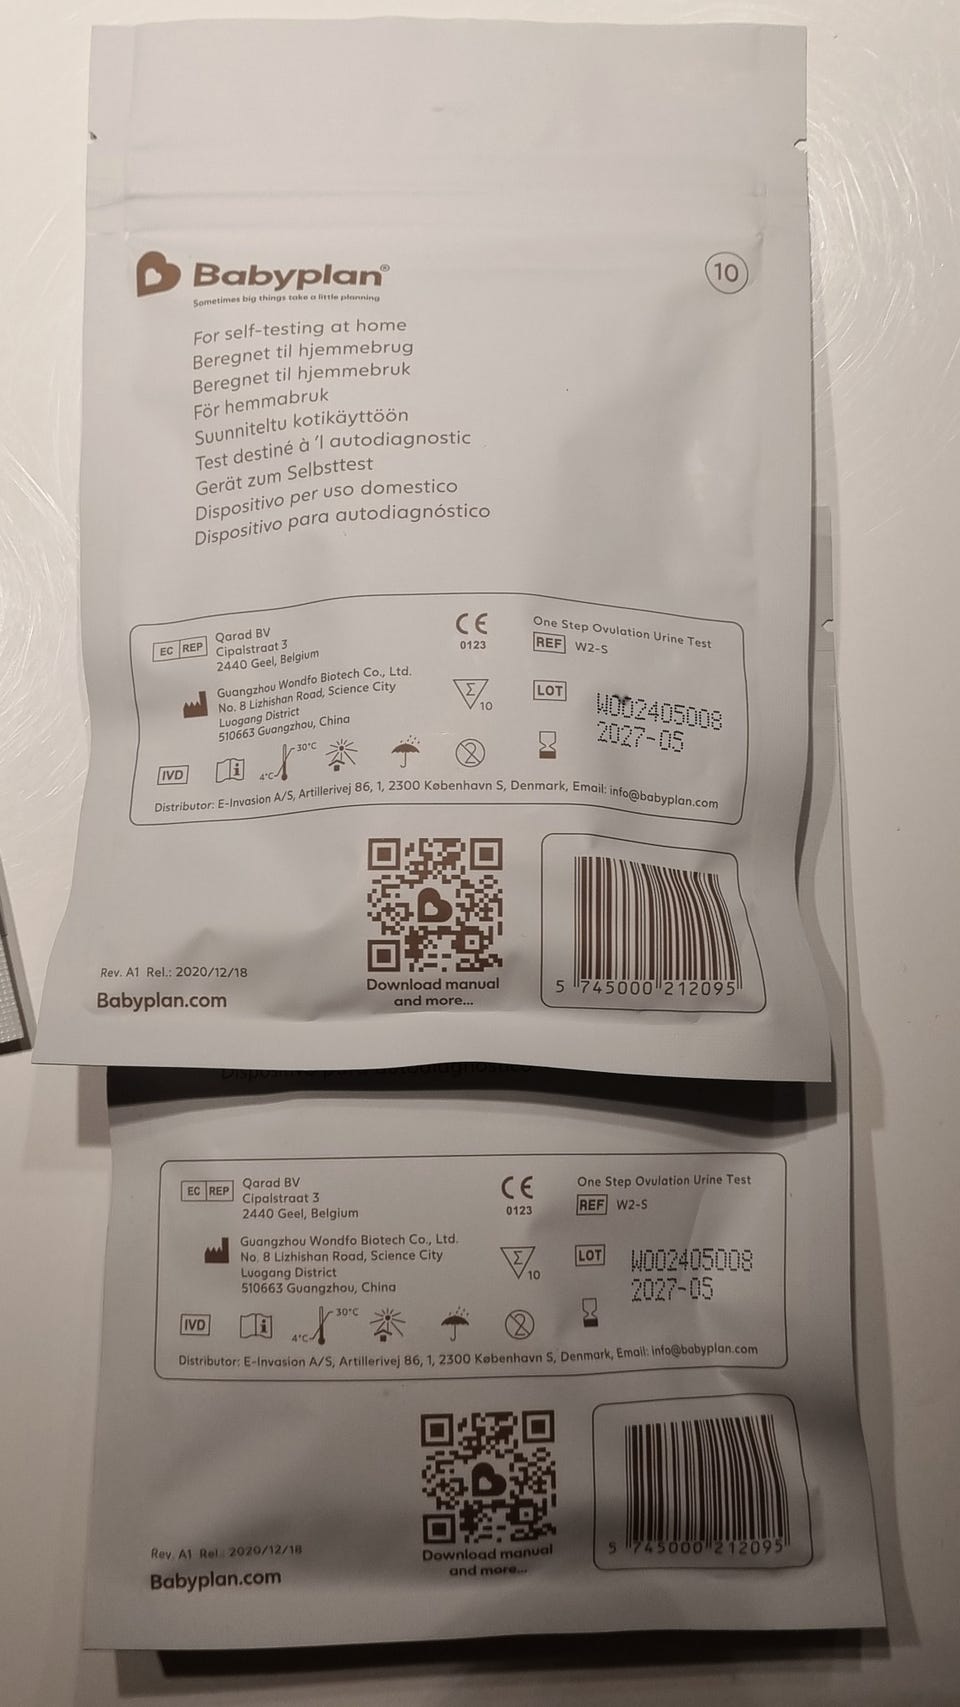 Babyplan®
Sometimes big things take a little planning
10
For self-testing at home
Beregnet til hjemmebrug
Beregnet til hjemmebruk
För hemmabruk
Suunniteltu kotikäyttöön
Test destiné à 'l autodiagnostic
Gerät zum Selbsttest
Dispositivo per uso domestico
Dispositivo para autodiagnóstico
EC REP
Qarad BV
Cipalstraat 3
2440 Geel, Belgium
CE
0123
One Step Ovulation Urine Test
REF W2-S
Guangzhou Wondfo Biotech Co., Ltd.
No. 8 Lizhishan Road, Science City
Luogang District
510663 Guangzhou, China
Σ
10
LOT
W002405008
2027-05
IVD
i
4°C
30°C
2
Distributor: E-Invasion A/S, Artillerivej 86, 1, 2300 København S, Denmark, Email: info@babyplan.com
Download manual
and more...
5 745000 212095
Rev. A1 Rel.: 2020/12/18
Babyplan.com
Dispositivo para autodiagnóstico
EC REP
Qarad BV
Cipalstraat 3
2440 Geel, Belgium
CE
0123
One Step Ovulation Urine Test
REF W2-S
Guangzhou Wondfo Biotech Co., Ltd.
No. 8 Lizhishan Road, Science City
Luogang District
510663 Guangzhou, China
Σ
10
LOT
W002405008
2027-05
IVD
i
4°C
30°C
2
Distributor: E-Invasion A/S, Artillerivej 86, 1, 2300 København S, Denmark, Email: info@babyplan.com
Download manual
and more...
5 745000 212095
Rev. A1 Rel.: 2020/12/18
Babyplan.com